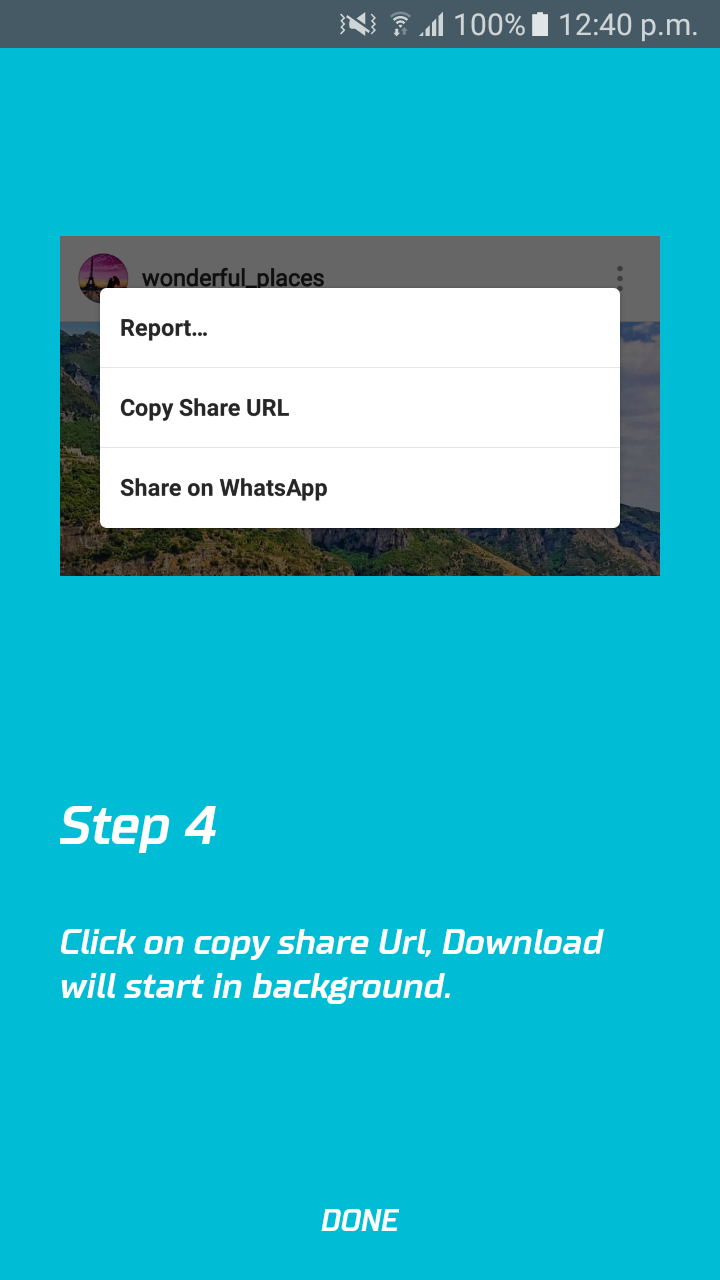 100% 12:40 p.m.
wonderful_places
Report...
Copy Share URL
Share on WhatsApp
Step 4
Click on copy share Url, Download
will start in background.
DONE